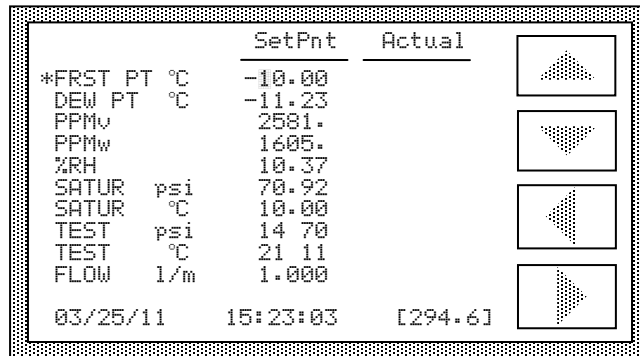 SetPnt Actual
*FRST PT °C -10.00
DEW PT °C -11.23
PPMv 2581.
PPMw 1605.
%RH 10.37
SATUR psi 70.92
SATUR °C 10.00
TEST psi 14 70
TEST °C 21 11
FLOW l/m 1.000
03/25/11 15:23:03 [294.6]